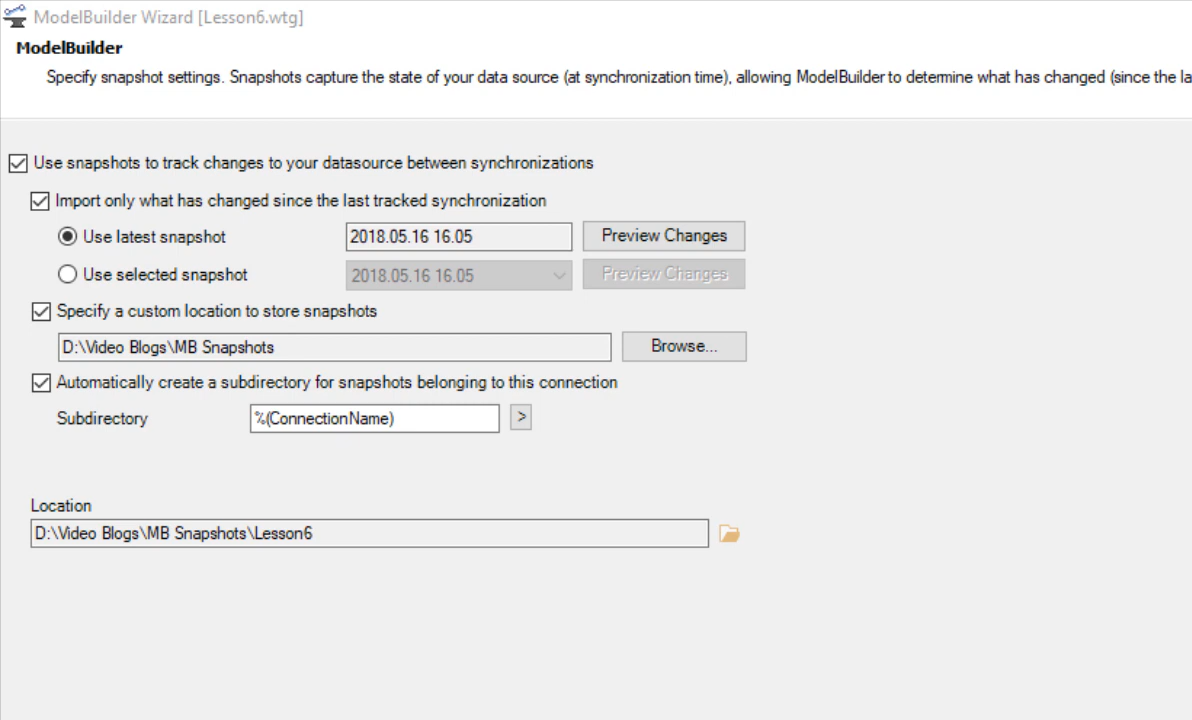 ModelBuilder Wizard [Lesson6.wtg]
ModelBuilder
Specify snapshot settings. Snapshots capture the state of your data source (at synchronization time), allowing ModelBuilder to determine what has changed (since the la
Use snapshots to track changes to your datasource between synchronizations
Import only what has changed since the last tracked synchronization
Use latest snapshot 2018.05.16 16.05 Preview Changes
Use selected snapshot 2018.05.16 16.05 Preview Changes
Specify a custom location to store snapshots
D:\Video Blogs\MB Snapshots Browse...
Automatically create a subdirectory for snapshots belonging to this connection
Subdirectory %(ConnectionName) >
Location
D:\Video Blogs\MB Snapshots\Lesson6